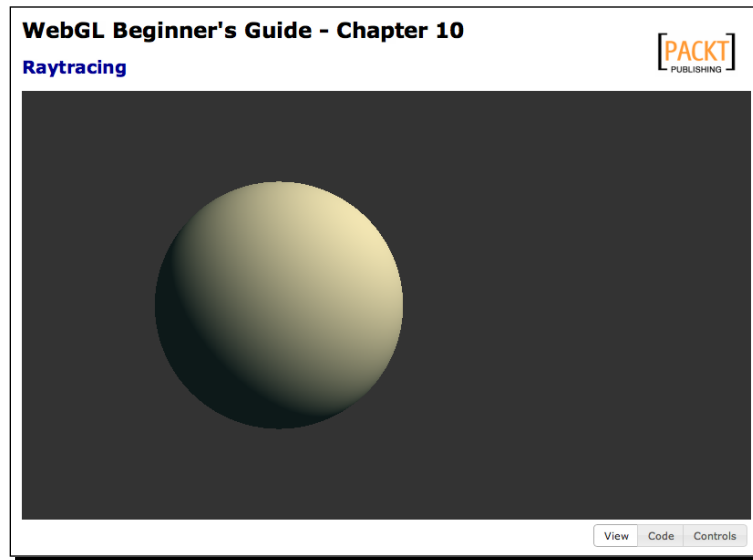 WebGL Beginner's Guide - Chapter 10
Raytracing
[PACKT]
PUBLISHING
View Code Controls